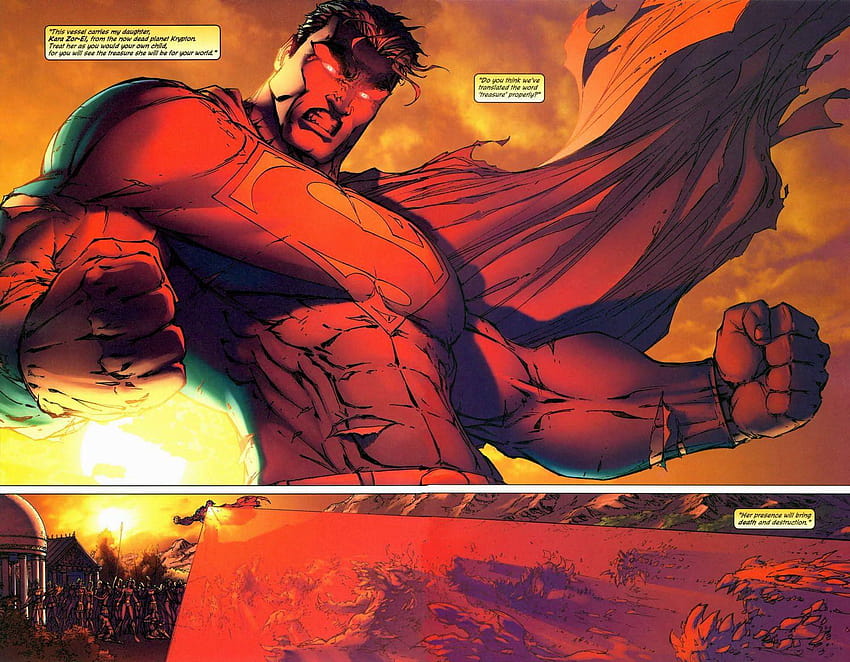 "This vessel carries my daughter,
Kara Zor-El, from the now dead planet Krypton.
Treat her as you would your own child,
for you will see the treasure she will be for your world."
"Do you think we've
translated the word
'treasure' properly?"
S
"Her presence will bring
death and destruction."